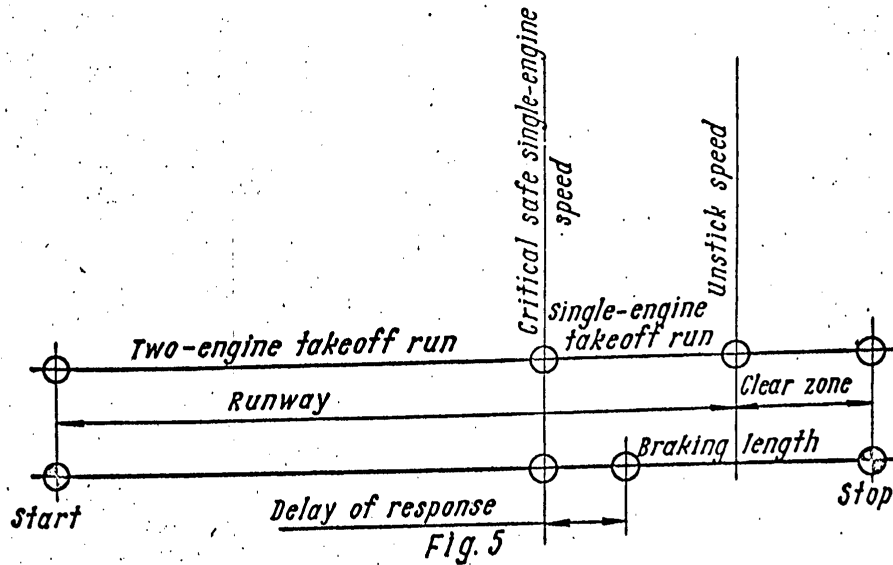 Critical safe single-engine
speed
Unstick speed
Two-engine takeoff run
Single-engine
takeoff run
Runway
Clear zone
Braking length
Start
Stop
Delay of response
Fig. 5